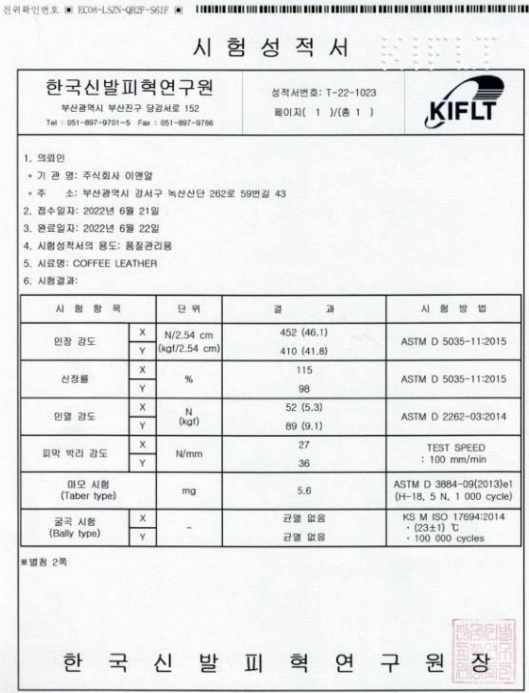 진위확인번호 ▣ EC08-LSZN-QH2F-S61F ▣
시 험 성 적 서
KIFLT
한국신발피혁연구원
부산광역시 부산진구 당감서로 152
Tel : 051-897-9701~5 Fax : 051-897-9766
성적서번호: T-22-1023
페이지( 1 )/(총 1 )
KIFLT
1. 의뢰인
∘ 기 관 명: 주식회사 이앤알
∘ 주 소: 부산광역시 강서구 녹산산단 262로 59번길 43
2. 접수일자: 2022년 6월 21일
3. 완료일자: 2022년 6월 22일
4. 시험성적서의 용도: 품질관리용
5. 시료명: COFFEE LEATHER
6. 시험결과:
시 험 항 목 단 위 결 과 시 험 방 법
인장 강도 X N/2.54 cm (kgf/2.54 cm) 452 (46.1) ASTM D 5035-11:2015
Y 410 (41.8)
신장률 X % 115 ASTM D 5035-11:2015
Y 98
인열 강도 X N (kgf) 52 (5.3) ASTM D 2262-03:2014
Y 89 (9.1)
피막 박리 강도 X N/mm 27 TEST SPEED
Y 36 : 100 mm/min
마모 시험 (Taber type) mg 5.6 ASTM D 3884-09(2013)e1 (H-18, 5 N, 1 000 cycle)
굴곡 시험 (Bally type) X - 균열 없음 KS M ISO 17694:2014
Y 균열 없음 · (23±1) ℃ · 100 000 cycles
※별첨 2쪽
한 국 신 발 피 혁 연 구 원 장